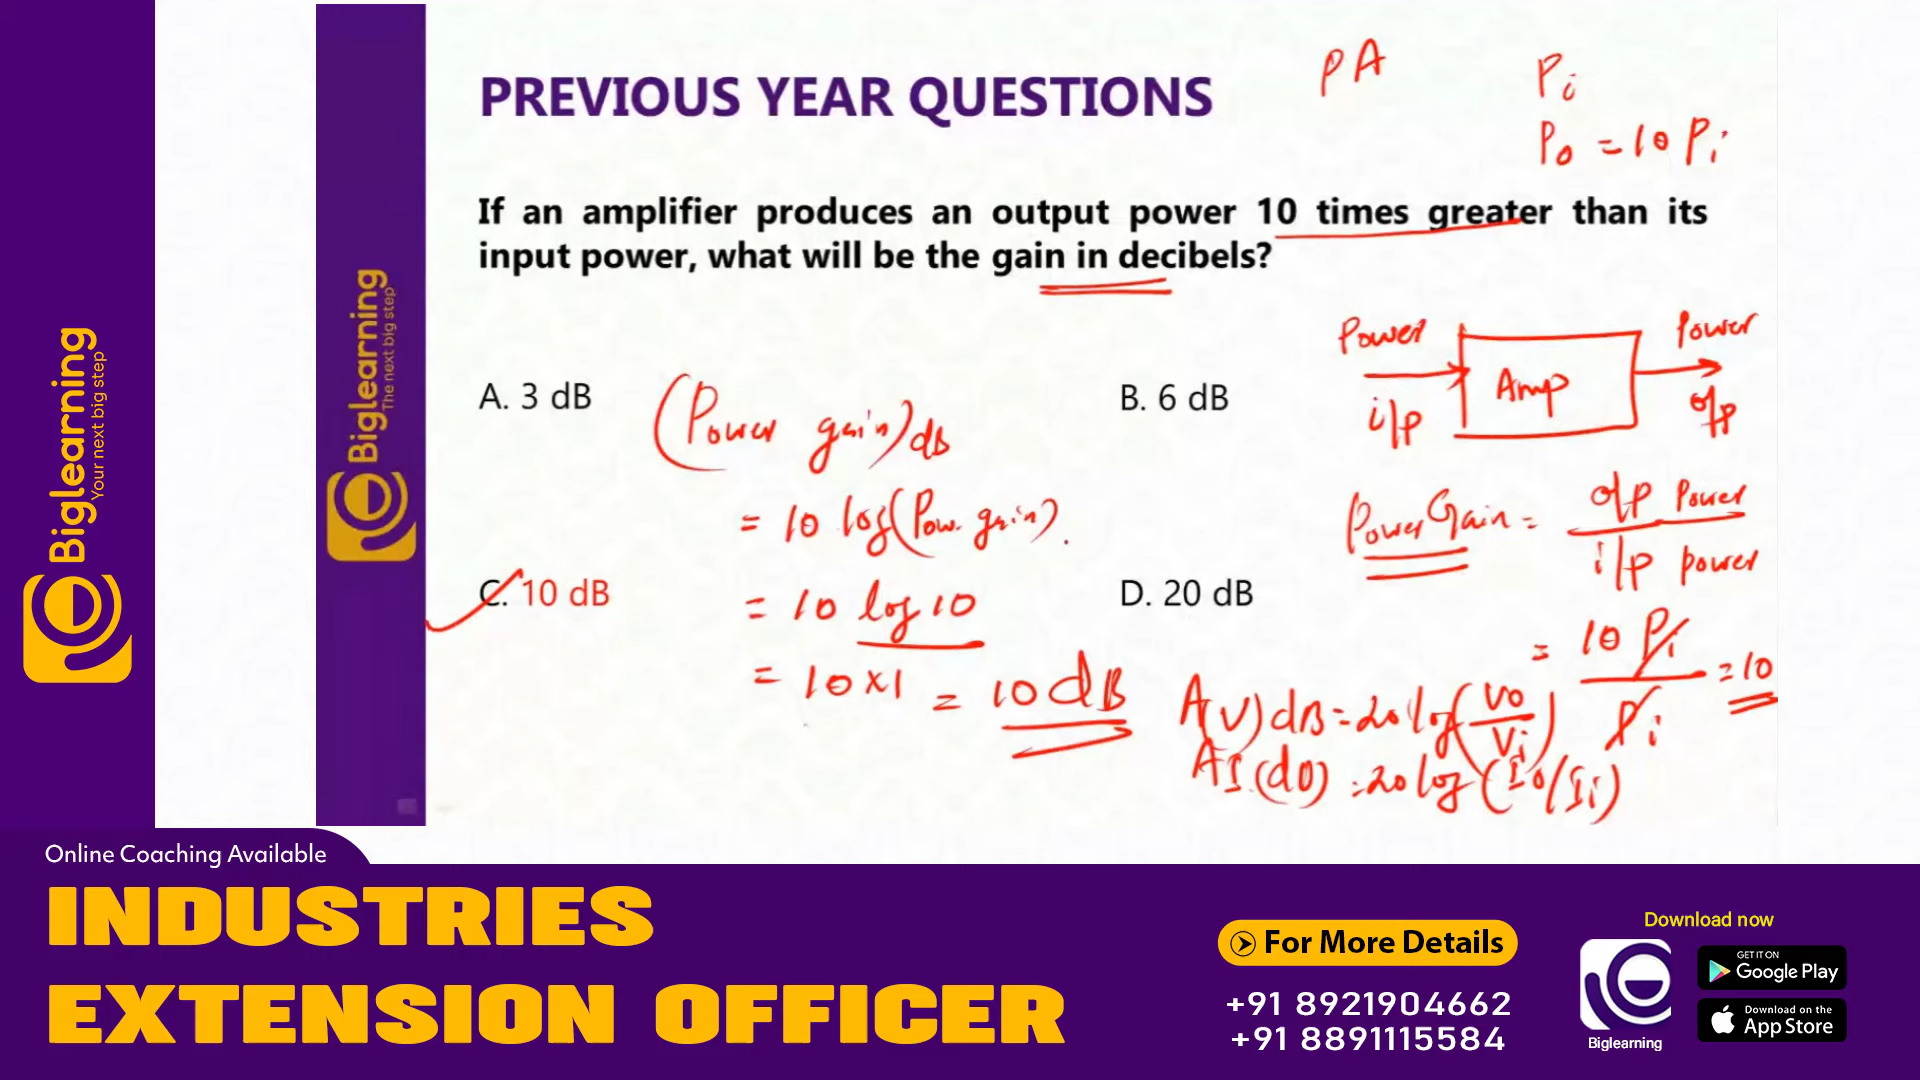 PREVIOUS YEAR QUESTIONS
PA
Pi
Po = 10 Pi
If an amplifier produces an output power 10 times greater than its
input power, what will be the gain in decibels?
A. 3 dB
B. 6 dB
C. 10 dB
D. 20 dB
(Power gain)dB
= 10 log(Pow. gain).
= 10 log 10
= 10 x 1 = 10 dB
Power
i/p
Amp
Power
o/p
Power Gain = o/p Power
i/p power
= 10 Pi
Pi
= 10
A(V)dB = 20 log(Vo/Vi)
AI(dB) = 20 log(Io/Ii)
Biglearning
The next big step
Biglearning
Your next big step
Online Coaching Available
INDUSTRIES
EXTENSION OFFICER
For More Details
+91 8921904662
+91 8891115584
Download now
Biglearning
GET IT ON
Google Play
Download on the
App Store